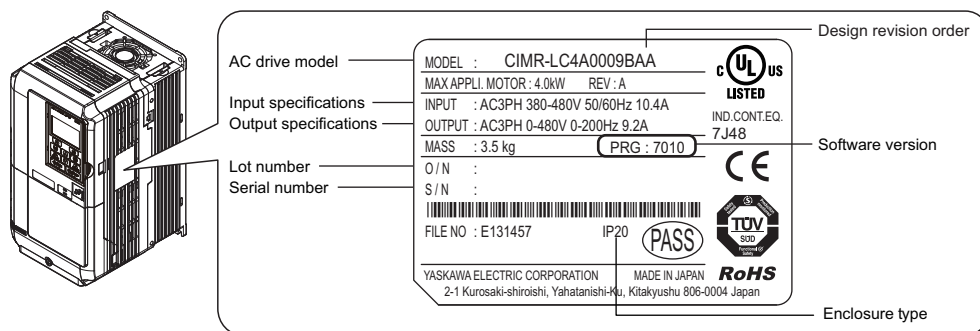 Design revision order
AC drive model
MODEL : CIMR-LC4A0009BAA
MAX APPLI. MOTOR : 4.0kW REV : A
Input specifications
INPUT : AC3PH 380-480V 50/60Hz 10.4A
Output specifications
OUTPUT : AC3PH 0-480V 0-200Hz 9.2A
MASS : 3.5 kg PRG : 7010
Software version
Lot number
O / N :
Serial number
S / N :
FILE NO : E131457 IP20 PASS
YASKAWA ELECTRIC CORPORATION MADE IN JAPAN
2-1 Kurosaki-shiroishi, Yahatanishi-Ku, Kitakyushu 806-0004 Japan
C UL US
LISTED
IND.CONT.EQ.
7J48
CE
TÜV
SÜD
Functional
Safety
RoHS
Enclosure type